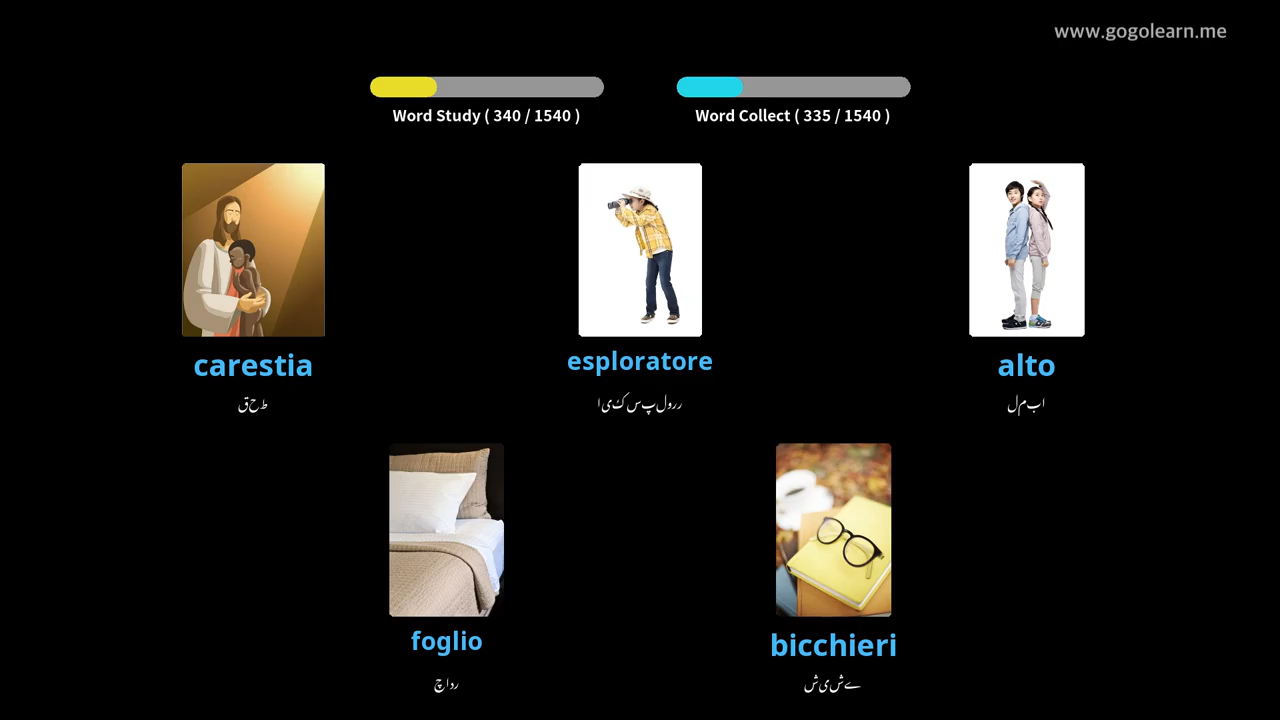 www.gogolearn.me
Word Study ( 340 / 1540 )
Word Collect ( 335 / 1540 )
carestia
esploratore
alto
قحط
ایکسپلورر
لمبا
foglio
bicchieri
چادر
شیشے